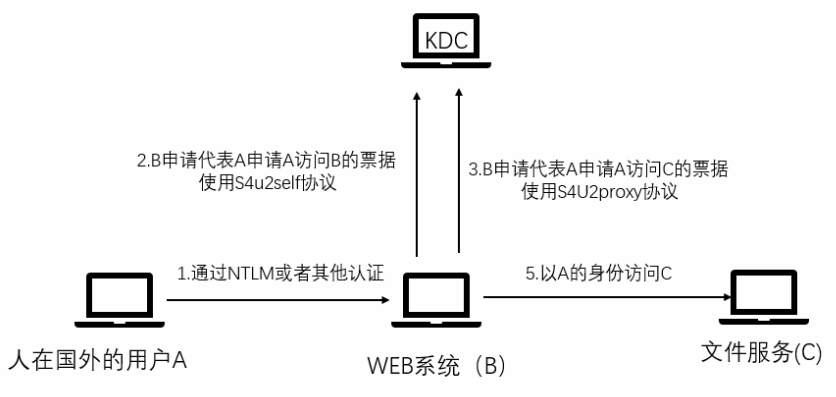 KDC
2.B申请代表A申请A访问B的票据
使用S4u2self协议
3.B申请代表A申请A访问C的票据
使用S4U2proxy协议
1.通过NTLM或者其他认证
5.以A的身份访问C
人在国外的用户A
WEB系统（B）
文件服务(C)